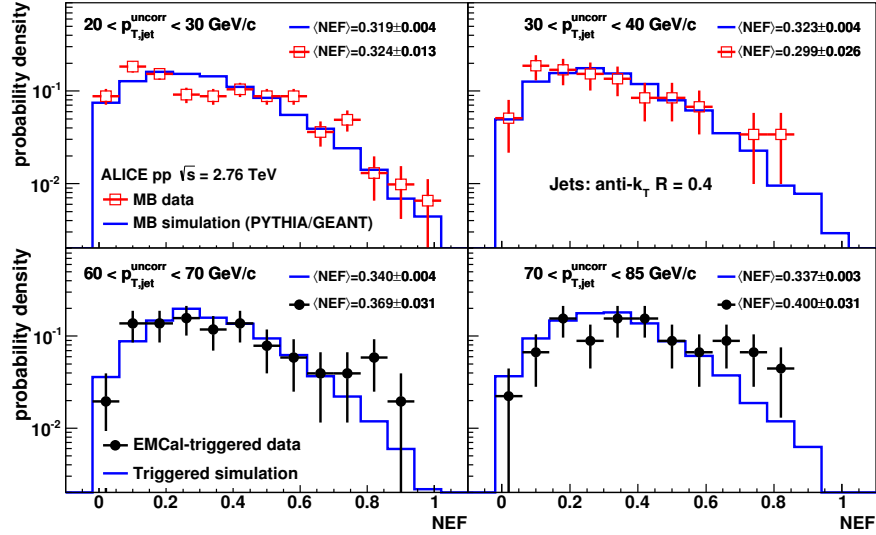 20 < p_{T,jet}^{uncorr} < 30 GeV/c
⟨NEF⟩=0.319±0.004
⟨NEF⟩=0.324±0.013
probability density
10^{-1}
10^{-2}
ALICE pp √s = 2.76 TeV
MB data
MB simulation (PYTHIA/GEANT)
30 < p_{T,jet}^{uncorr} < 40 GeV/c
⟨NEF⟩=0.323±0.004
⟨NEF⟩=0.299±0.026
Jets: anti-k_T R = 0.4
60 < p_{T,jet}^{uncorr} < 70 GeV/c
⟨NEF⟩=0.340±0.004
⟨NEF⟩=0.369±0.031
probability density
10^{-1}
10^{-2}
EMCal-triggered data
Triggered simulation
0 0.2 0.4 0.6 0.8 1
NEF
70 < p_{T,jet}^{uncorr} < 85 GeV/c
⟨NEF⟩=0.337±0.003
⟨NEF⟩=0.400±0.031
0 0.2 0.4 0.6 0.8 1
NEF